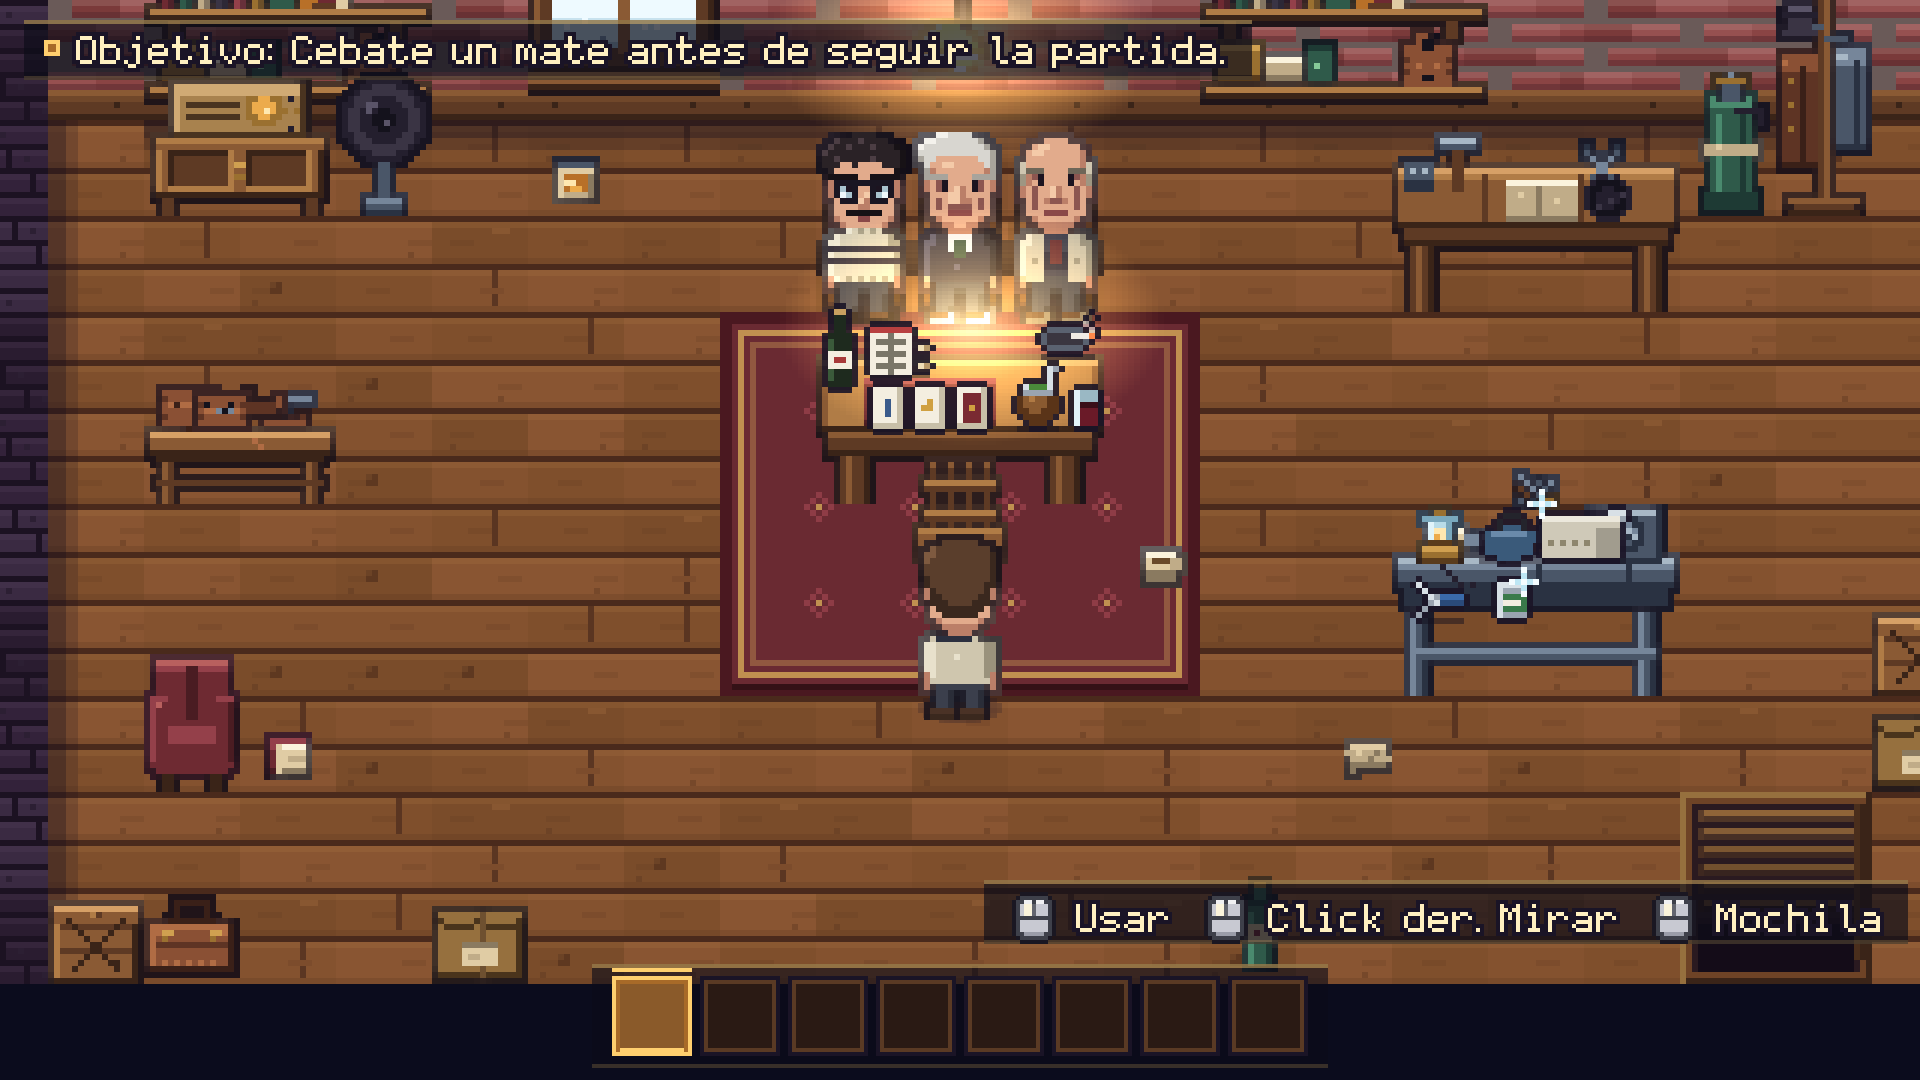 Objetivo: Cebate un mate antes de seguir la partida.
Usar Click der. Mirar Mochila